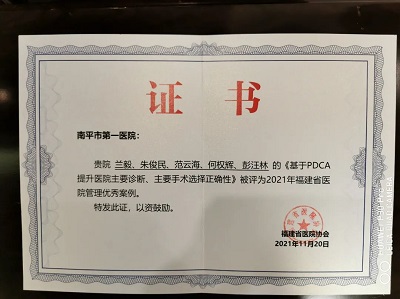 证 书
南平市第一医院：
贵院 兰毅、朱俊民、范云海、何权辉、彭汪林 的《基于PDCA
提升医院主要诊断、主要手术选择正确性》被评为2021年福建省医院
管理优秀案例。
特发此证，以资鼓励。
福建省医院协会
2021年11月20日